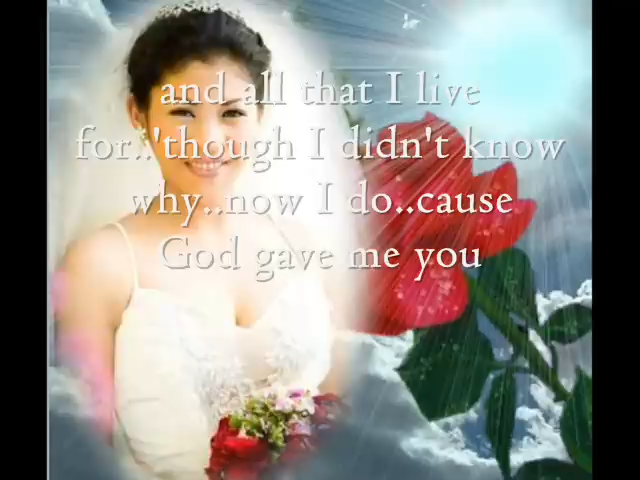 and all that I live
for..'though I didn't know
why..now I do..cause
God gave me you